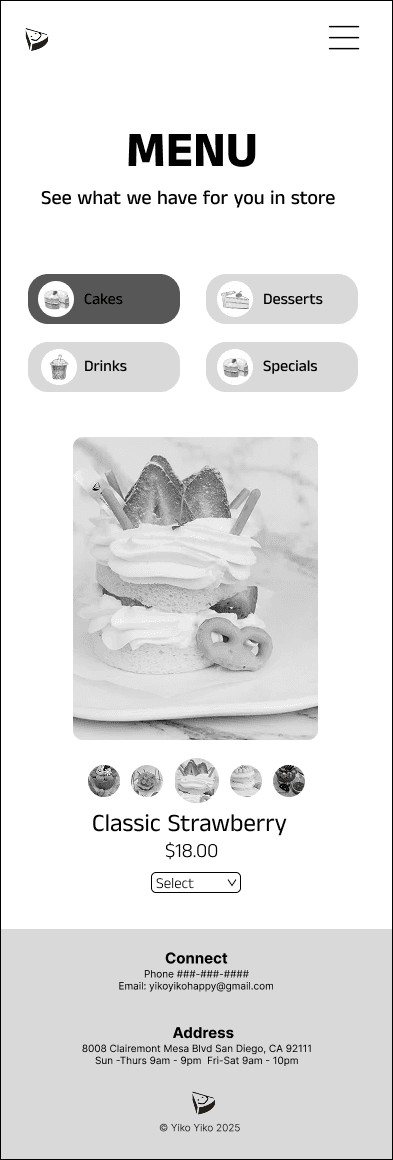 MENU
See what we have for you in store
Cakes
Desserts
Drinks
Specials
Classic Strawberry
$18.00
Select
Connect
Phone ###-###-####
Email: yikoyikohappy@gmail.com
Address
8008 Clairemont Mesa Blvd San Diego, CA 92111
Sun -Thurs 9am - 9pm  Fri-Sat 9am - 10pm
© Yiko Yiko 2025